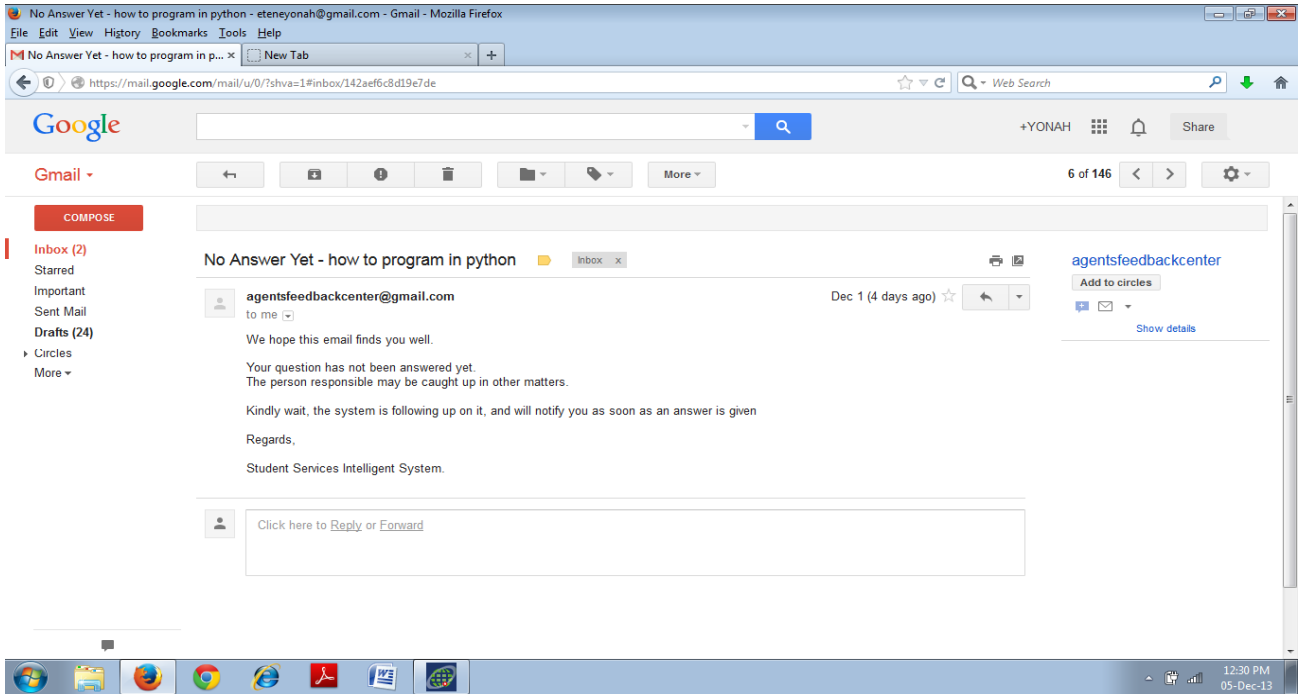 No Answer Yet - how to program in python - eteneyonah@gmail.com - Gmail - Mozilla Firefox
File Edit View History Bookmarks Tools Help
No Answer Yet - how to program in p... × New Tab × +
https://mail.google.com/mail/u/0/?shva=1#inbox/142aef6c8d19e7de Web Search
Google +YONAH Share
Gmail More 6 of 146
COMPOSE
Inbox (2)
Starred
Important
Sent Mail
Drafts (24)
Circles
More
No Answer Yet - how to program in python Inbox x
agentsfeedbackcenter@gmail.com Dec 1 (4 days ago)
to me
We hope this email finds you well.
Your question has not been answered yet.
The person responsible may be caught up in other matters.
Kindly wait, the system is following up on it, and will notify you as soon as an answer is given
Regards,
Student Services Intelligent System.
Click here to Reply or Forward
agentsfeedbackcenter
Add to circles
Show details
12:30 PM
05-Dec-13